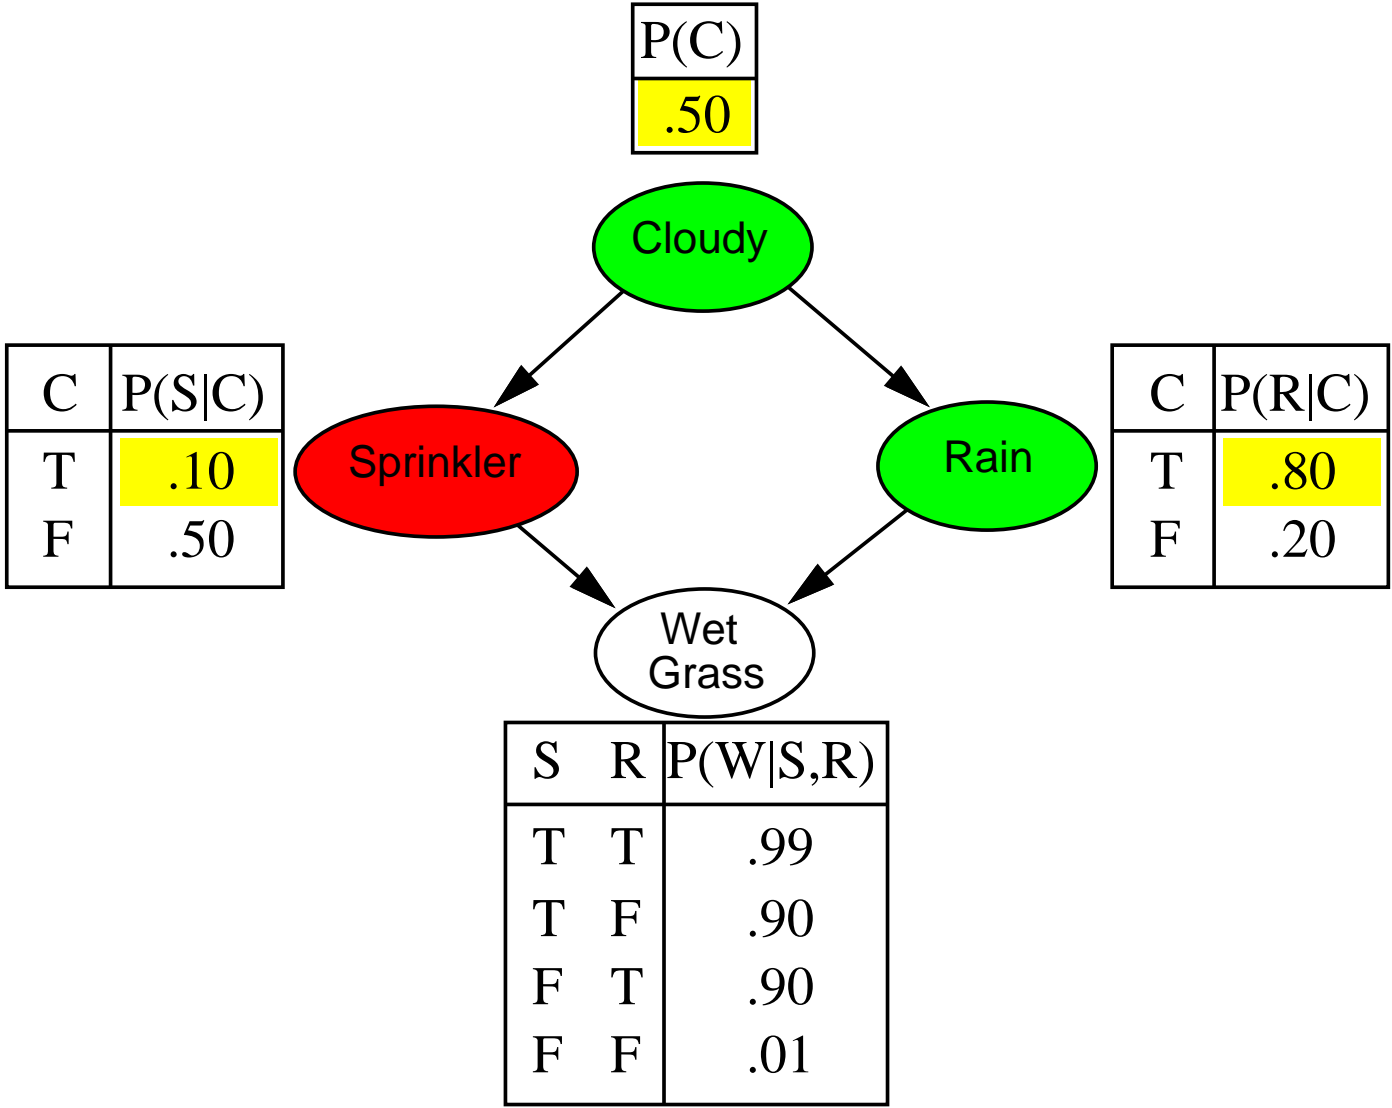 P(C)
.50
Cloudy
C P(S|C)
T .10
F .50
Sprinkler
Rain
C P(R|C)
T .80
F .20
Wet
Grass
S R P(W|S,R)
T T .99
T F .90
F T .90
F F .01